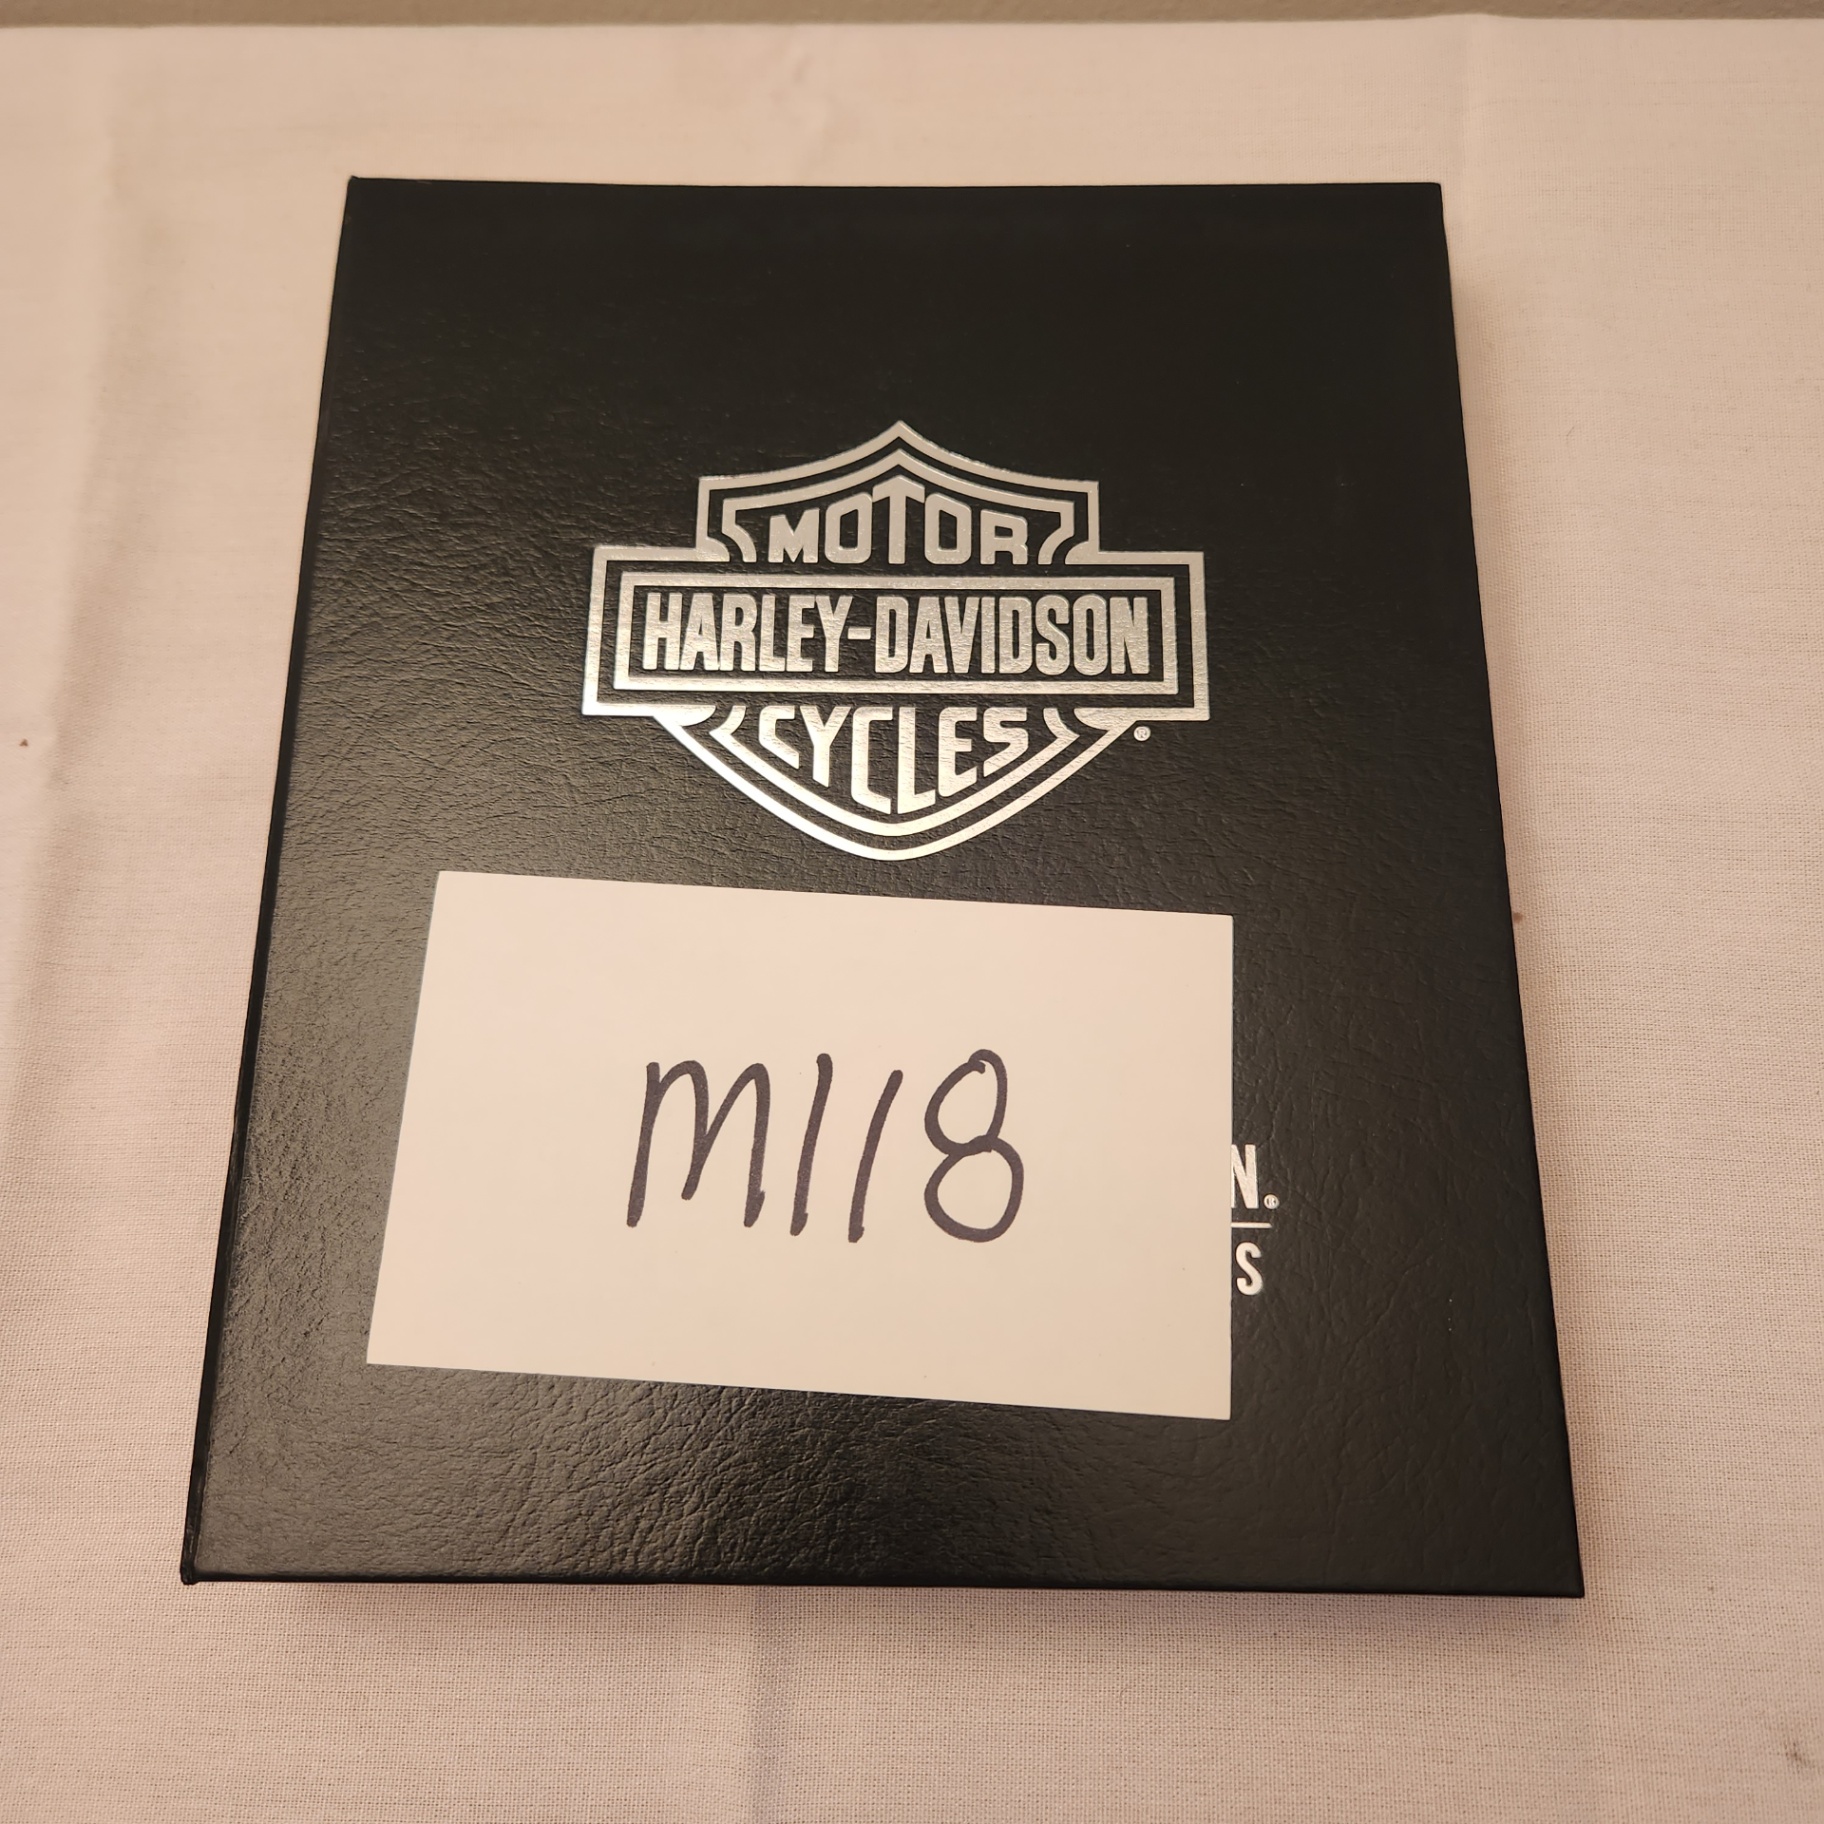 MOTOR
HARLEY-DAVIDSON
CYCLES
®
M118
N.®
S